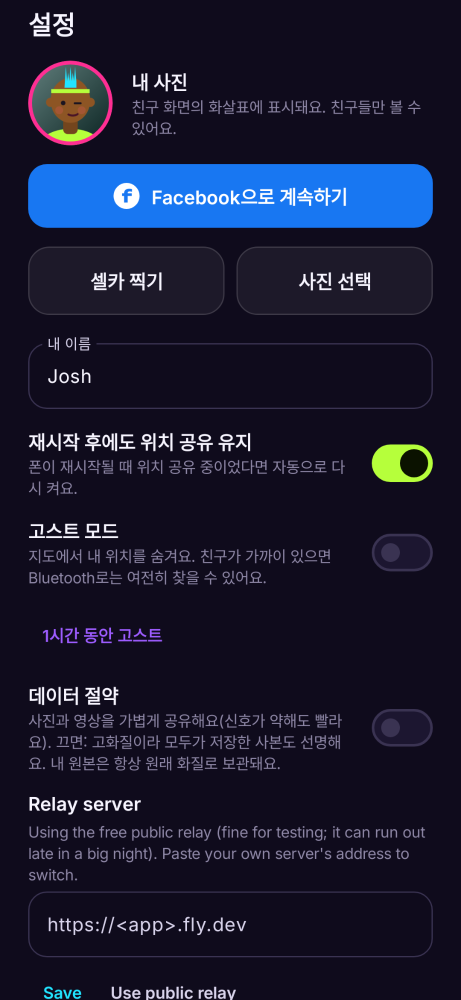 설정
내 사진
친구 화면의 화살표에 표시돼요. 친구들만 볼 수
있어요.
Facebook으로 계속하기
셀카 찍기
사진 선택
내 이름
Josh
재시작 후에도 위치 공유 유지
폰이 재시작될 때 위치 공유 중이었다면 자동으로 다
시 켜요.
고스트 모드
지도에서 내 위치를 숨겨요. 친구가 가까이 있으면
Bluetooth로는 여전히 찾을 수 있어요.
1시간 동안 고스트
데이터 절약
사진과 영상을 가볍게 공유해요(신호가 약해도 빨라
요). 끄면: 고화질이라 모두가 저장한 사본도 선명해
요. 내 원본은 항상 원래 화질로 보관돼요.
Relay server
Using the free public relay (fine for testing; it can run out
late in a big night). Paste your own server's address to
switch.
https://<app>.fly.dev
Save
Use public relay